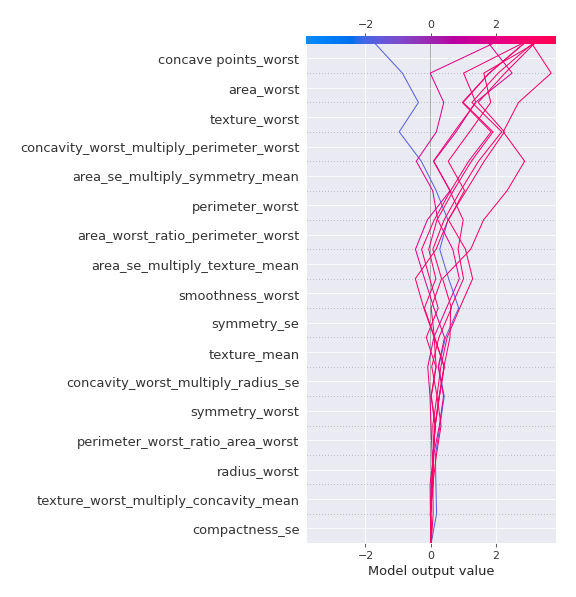 −2 0 2
concave points_worst
area_worst
texture_worst
concavity_worst_multiply_perimeter_worst
area_se_multiply_symmetry_mean
perimeter_worst
area_worst_ratio_perimeter_worst
area_se_multiply_texture_mean
smoothness_worst
symmetry_se
texture_mean
concavity_worst_multiply_radius_se
symmetry_worst
perimeter_worst_ratio_area_worst
radius_worst
texture_worst_multiply_concavity_mean
compactness_se
−2 0 2
Model output value